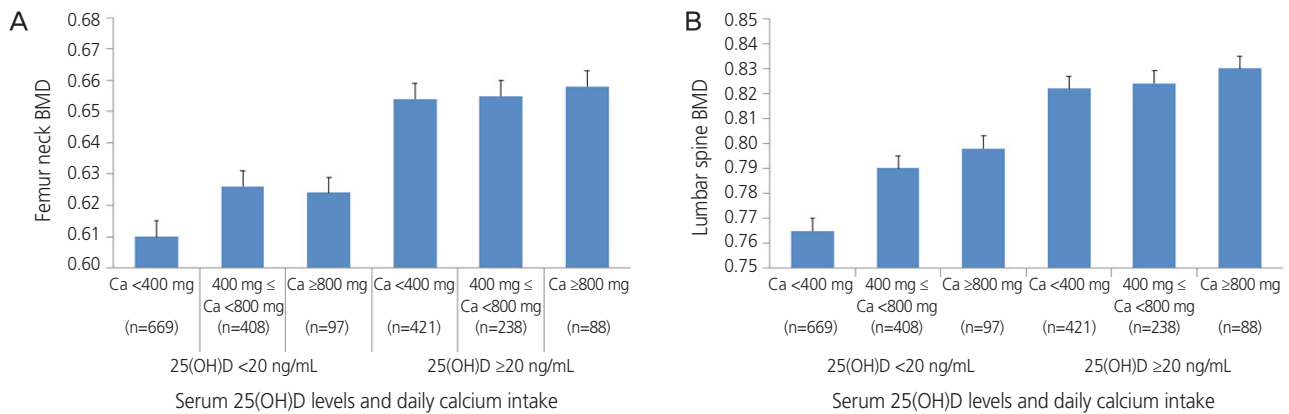 A
Femur neck BMD
0.68
0.67
0.66
0.65
0.64
0.63
0.62
0.61
0.60
Ca <400 mg
400 mg ≤
Ca <800 mg
Ca ≥800 mg
Ca <400 mg
400 mg ≤
Ca <800 mg
Ca ≥800 mg
(n=669)
(n=408)
(n=97)
(n=421)
(n=238)
(n=88)
25(OH)D <20 ng/mL
25(OH)D ≥20 ng/mL
Serum 25(OH)D levels and daily calcium intake
B
Lumbar spine BMD
0.85
0.84
0.83
0.82
0.81
0.80
0.79
0.78
0.77
0.76
0.75
Ca <400 mg
400 mg ≤
Ca <800 mg
Ca ≥800 mg
Ca <400 mg
400 mg ≤
Ca <800 mg
Ca ≥800 mg
(n=669)
(n=408)
(n=97)
(n=421)
(n=238)
(n=88)
25(OH)D <20 ng/mL
25(OH)D ≥20 ng/mL
Serum 25(OH)D levels and daily calcium intake